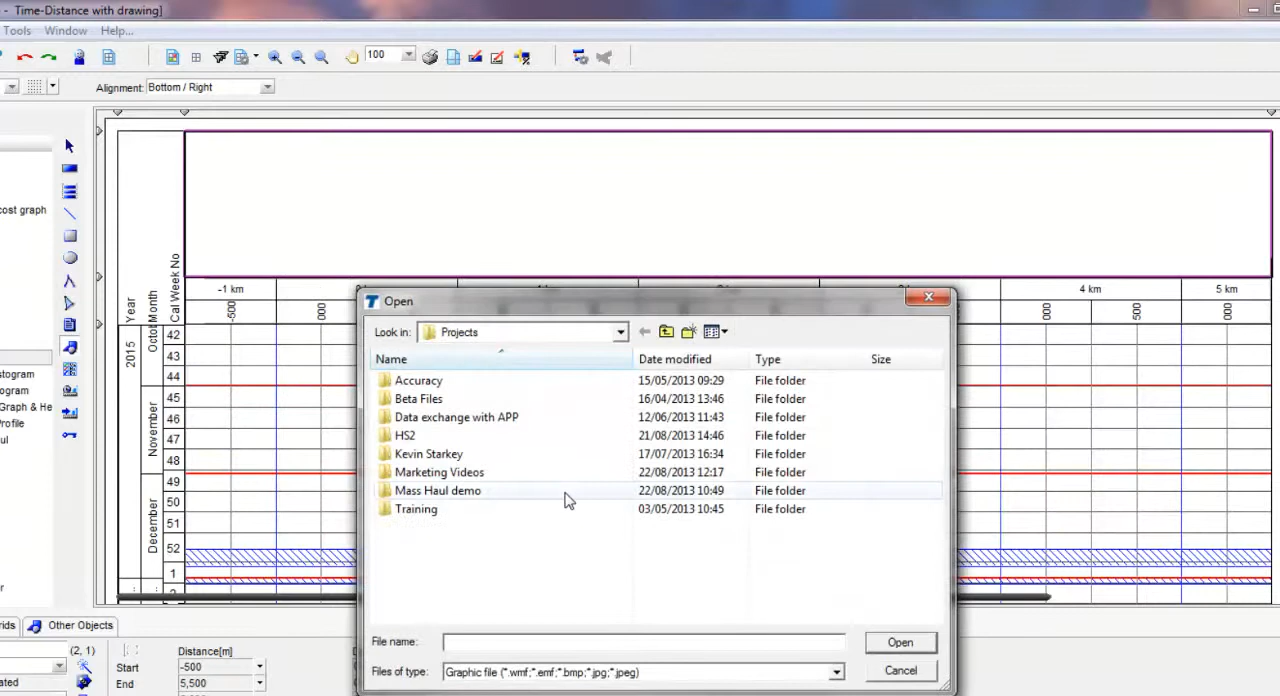 - Time-Distance with drawing]
Tools Window Help...
100
Alignment: Bottom / Right
cost graph
Year
Month
Cal Week No
-1 km
4 km 5 km
-500 000 000 000
2015
Octob
November
December
42
43
44
45
46
47
48
49
50
51
52
1
stogram
ogram
Graph & He
Profile
ul
Open
Look in: Projects
Name Date modified Type Size
Accuracy 15/05/2013 09:29 File folder
Beta Files 16/04/2013 13:46 File folder
Data exchange with APP 12/06/2013 11:43 File folder
HS2 21/08/2013 14:46 File folder
Kevin Starkey 17/07/2013 16:34 File folder
Marketing Videos 22/08/2013 12:17 File folder
Mass Haul demo 22/08/2013 10:49 File folder
Training 03/05/2013 10:45 File folder
File name: Open
Files of type: Graphic file (*.wmf;*.emf;*.bmp;*.jpg;*.jpeg) Cancel
rids Other Objects
(2, 1) Distance[m]
Start -500
ated End 5,500